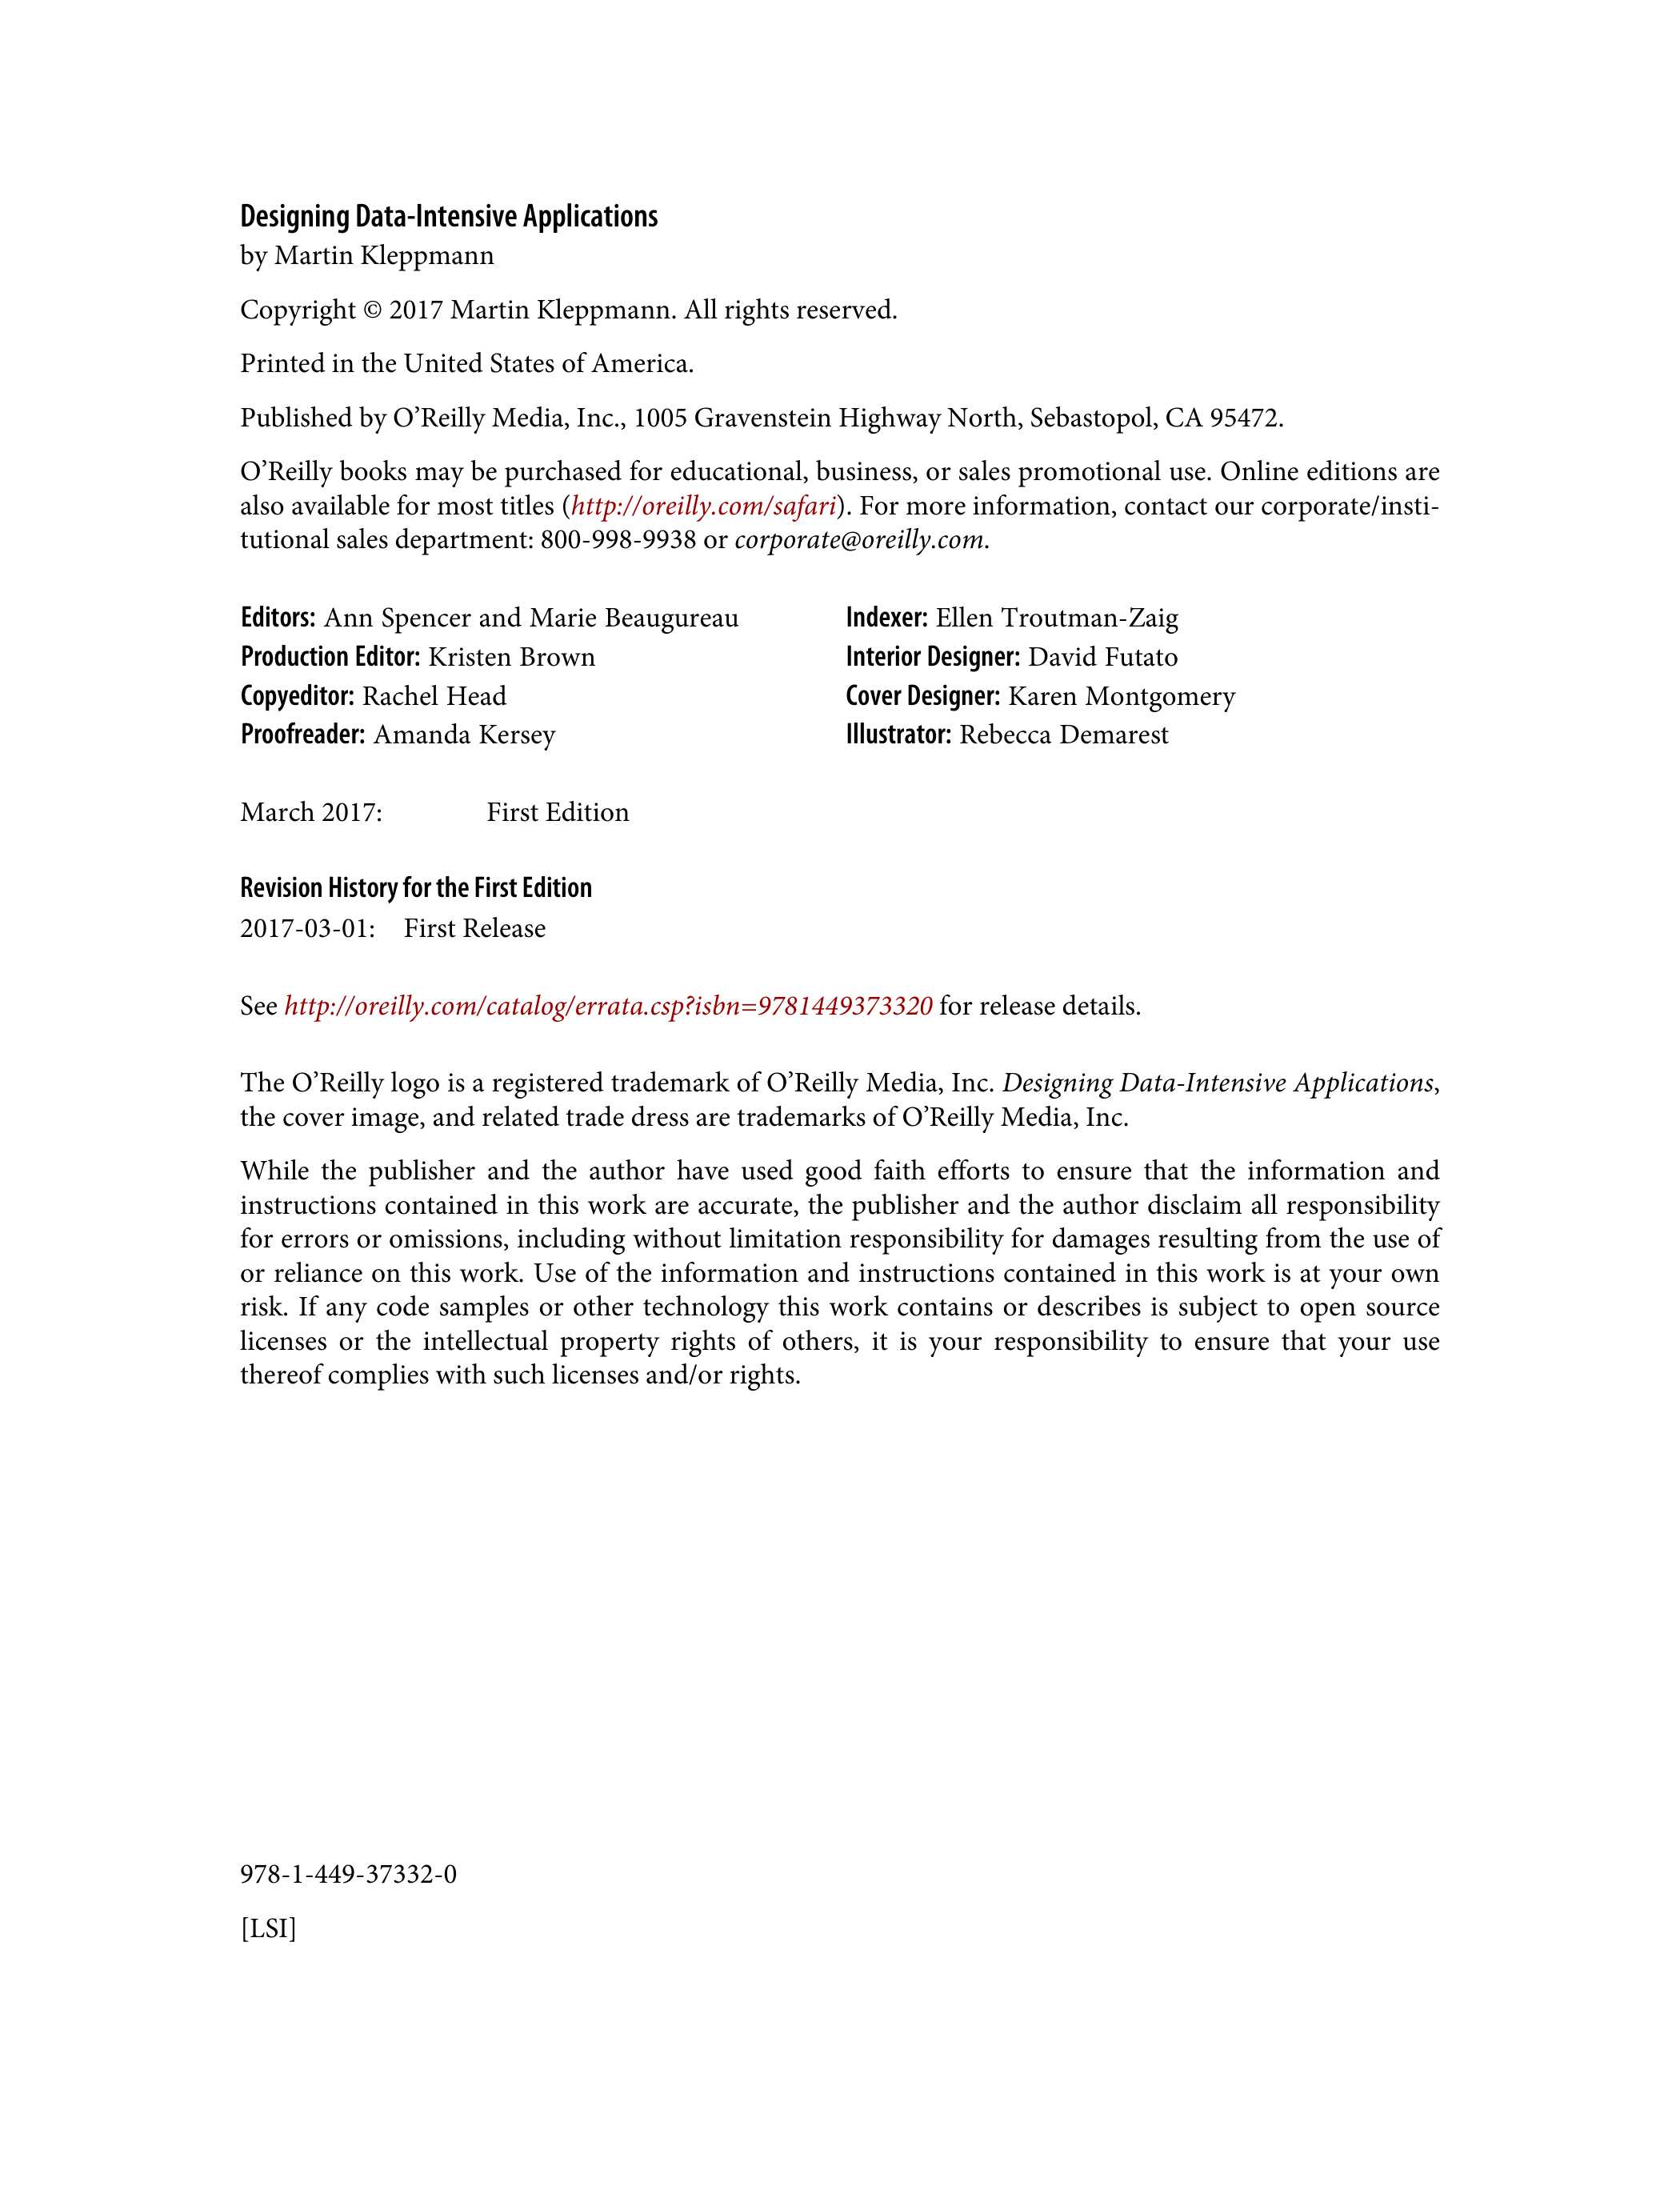 Designing Data-Intensive Applications
by Martin Kleppmann
Copyright © 2017 Martin Kleppmann. All rights reserved.
Printed in the United States of America.
Published by O’Reilly Media, Inc., 1005 Gravenstein Highway North, Sebastopol, CA 95472.
O’Reilly books may be purchased for educational, business, or sales promotional use. Online editions are
also available for most titles (http://oreilly.com/safari). For more information, contact our corporate/insti-
tutional sales department: 800-998-9938 or corporate@oreilly.com.
Editors: Ann Spencer and Marie Beaugureau
Production Editor: Kristen Brown
Copyeditor: Rachel Head
Proofreader: Amanda Kersey
Indexer: Ellen Troutman-Zaig
Interior Designer: David Futato
Cover Designer: Karen Montgomery
Illustrator: Rebecca Demarest
March 2017: First Edition
Revision History for the First Edition
2017-03-01: First Release
See http://oreilly.com/catalog/errata.csp?isbn=9781449373320 for release details.
The O’Reilly logo is a registered trademark of O’Reilly Media, Inc. Designing Data-Intensive Applications,
the cover image, and related trade dress are trademarks of O’Reilly Media, Inc.
While the publisher and the author have used good faith efforts to ensure that the information and
instructions contained in this work are accurate, the publisher and the author disclaim all responsibility
for errors or omissions, including without limitation responsibility for damages resulting from the use of
or reliance on this work. Use of the information and instructions contained in this work is at your own
risk. If any code samples or other technology this work contains or describes is subject to open source
licenses or the intellectual property rights of others, it is your responsibility to ensure that your use
thereof complies with such licenses and/or rights.
978-1-449-37332-0
[LSI]